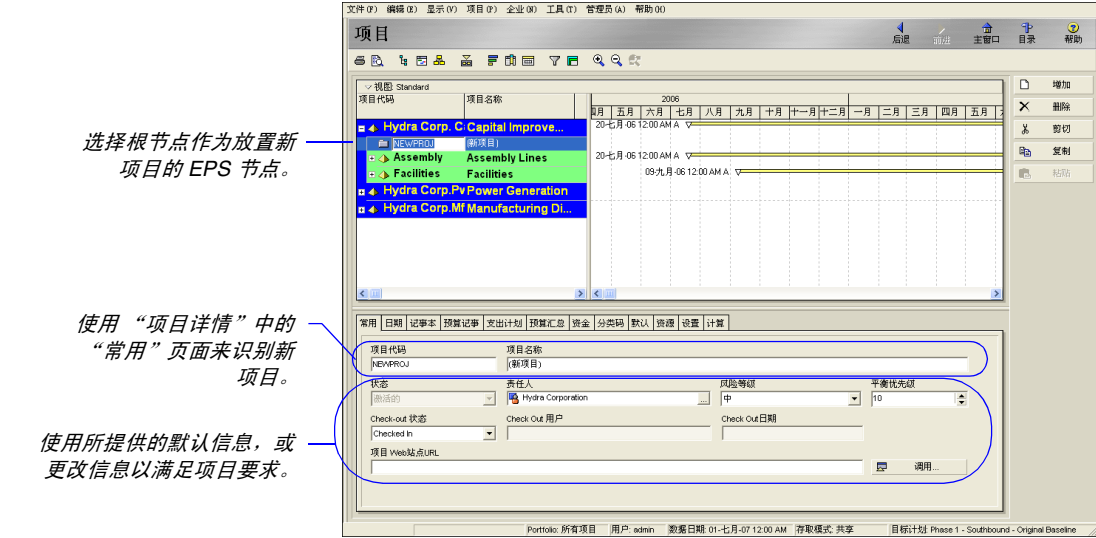 文件(F) 编辑(E) 显示(V) 项目(P) 企业(N) 工具(T) 管理员(A) 帮助(H)
项目
后退 前进 主窗口 目录 帮助
视图: Standard
项目代码 项目名称
2006
四月 五月 六月 七月 八月 九月 十月 十一月 十二月 一月 二月 三月 四月 五月
Hydra Corp. C Capital Improve...
20-七月-06 12:00 AM A
NEWPROJ (新项目)
Assembly Assembly Lines
20-七月-06 12:00 AM A
Facilities Facilities
09-九月-06 12:00 AM A
Hydra Corp.Pv Power Generation
Hydra Corp.Mf Manufacturing Di...
增加
删除
剪切
复制
粘贴
选择根节点作为放置新
项目的 EPS 节点。
使用 “项目详情”中的
“常用”页面来识别新
项目。
使用所提供的默认信息，或
更改信息以满足项目要求。
常用 日期 记事本 预算记事 支出计划 预算汇总 资金 分类码 默认 资源 设置 计算
项目代码 项目名称
NEWPROJ (新项目)
状态 责任人 风险等级 平衡优先级
激活的 Hydra Corporation ... 中 10
Check-out 状态 Check Out 用户 Check Out日期
Checked In
项目 Web站点URL
调用...
Portfolio: 所有项目 用户: admin 数据日期: 01-七月-07 12:00 AM 存取模式: 共享 目标计划: Phase 1 - Southbound - Original Baseline